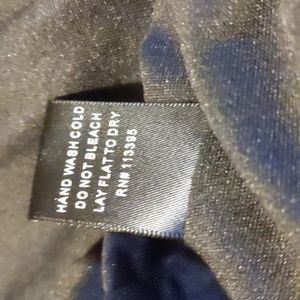 HAND WASH COLD
DO NOT BLEACH
LAY FLAT TO DRY
RN# 113395